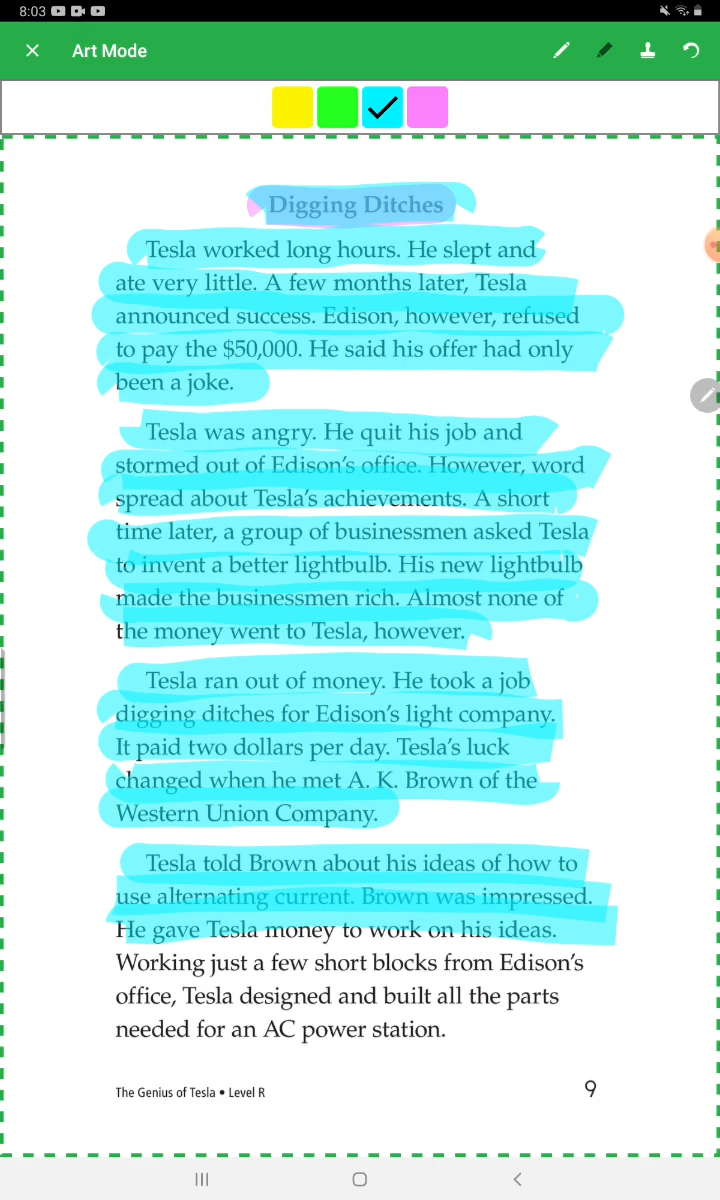 8:03
Art Mode
Digging Ditches
Tesla worked long hours. He slept and
ate very little. A few months later, Tesla
announced success. Edison, however, refused
to pay the $50,000. He said his offer had only
been a joke.
Tesla was angry. He quit his job and
stormed out of Edison's office. However, word
spread about Tesla's achievements. A short
time later, a group of businessmen asked Tesla
to invent a better lightbulb. His new lightbulb
made the businessmen rich. Almost none of
the money went to Tesla, however.
Tesla ran out of money. He took a job
digging ditches for Edison's light company.
It paid two dollars per day. Tesla's luck
changed when he met A. K. Brown of the
Western Union Company.
Tesla told Brown about his ideas of how to
use alternating current. Brown was impressed.
He gave Tesla money to work on his ideas.
Working just a few short blocks from Edison's
office, Tesla designed and built all the parts
needed for an AC power station.
The Genius of Tesla • Level R
9